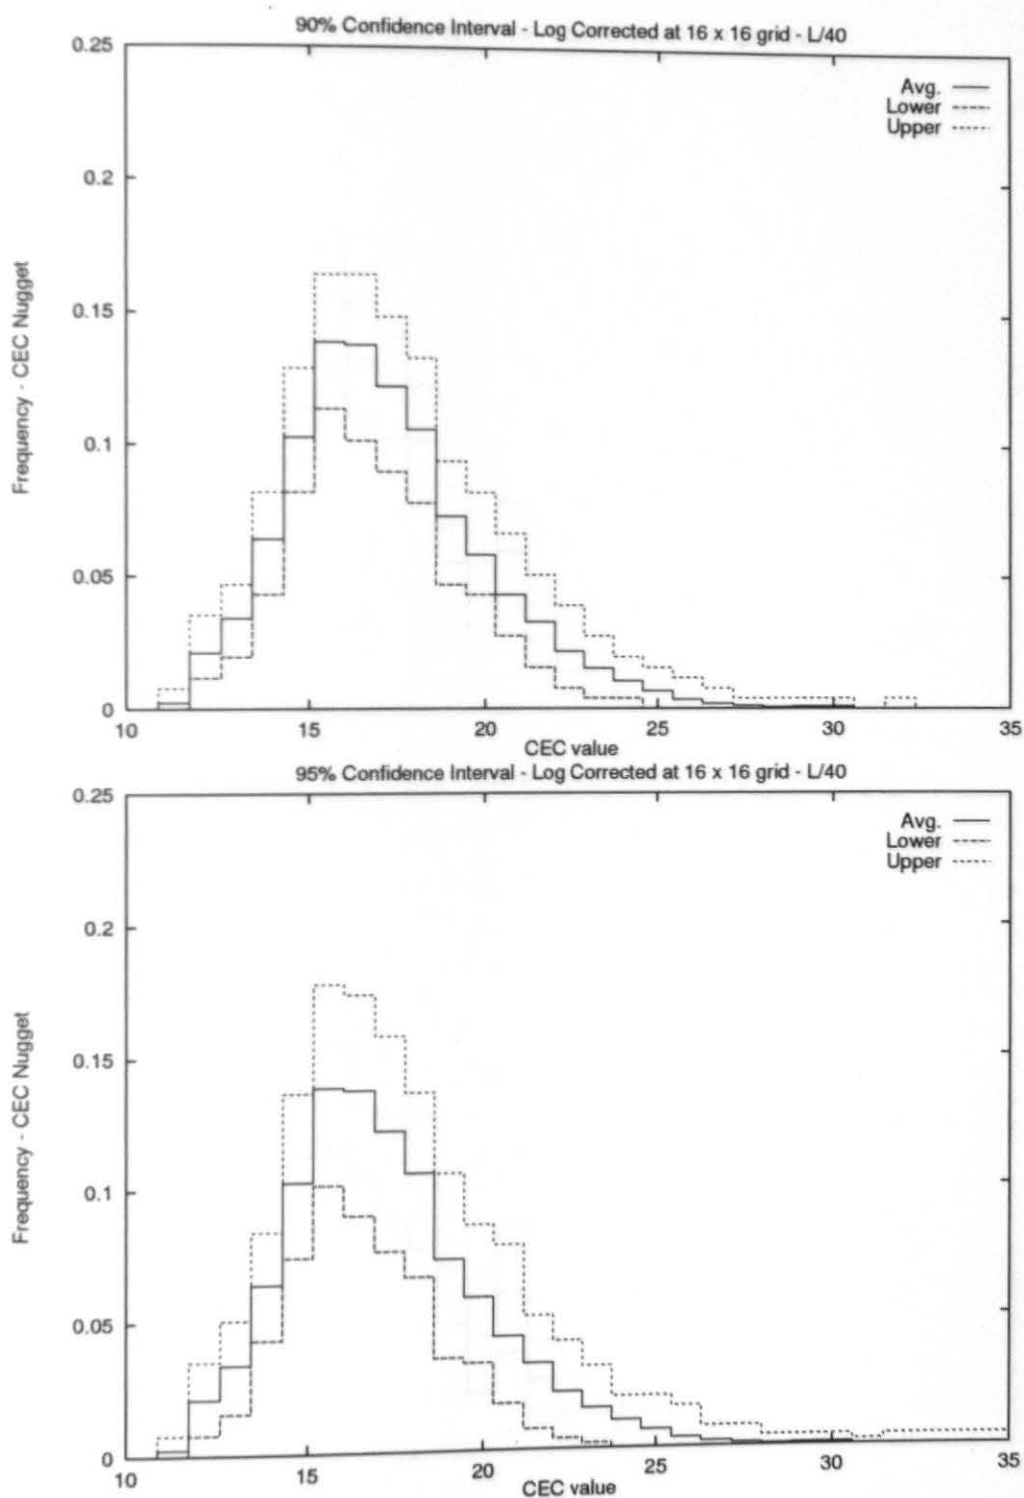 90% Confidence Interval - Log Corrected at 16 x 16 grid - L/40
0.25
0.2
0.15
0.1
0.05
0
Frequency - CEC Nugget
Avg.
Lower
Upper
10 15 20 25 30 35
CEC value
95% Confidence Interval - Log Corrected at 16 x 16 grid - L/40
0.25
0.2
0.15
0.1
0.05
0
Frequency - CEC Nugget
Avg.
Lower
Upper
10 15 20 25 30 35
CEC value